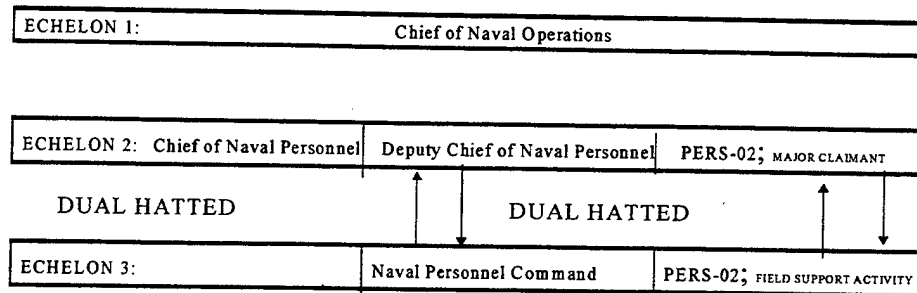 ECHELON 1: Chief of Naval Operations
ECHELON 2: Chief of Naval Personnel Deputy Chief of Naval Personnel PERS-02; MAJOR CLAIMANT
DUAL HATTED DUAL HATTED
ECHELON 3: Naval Personnel Command PERS-02; FIELD SUPPORT ACTIVITY